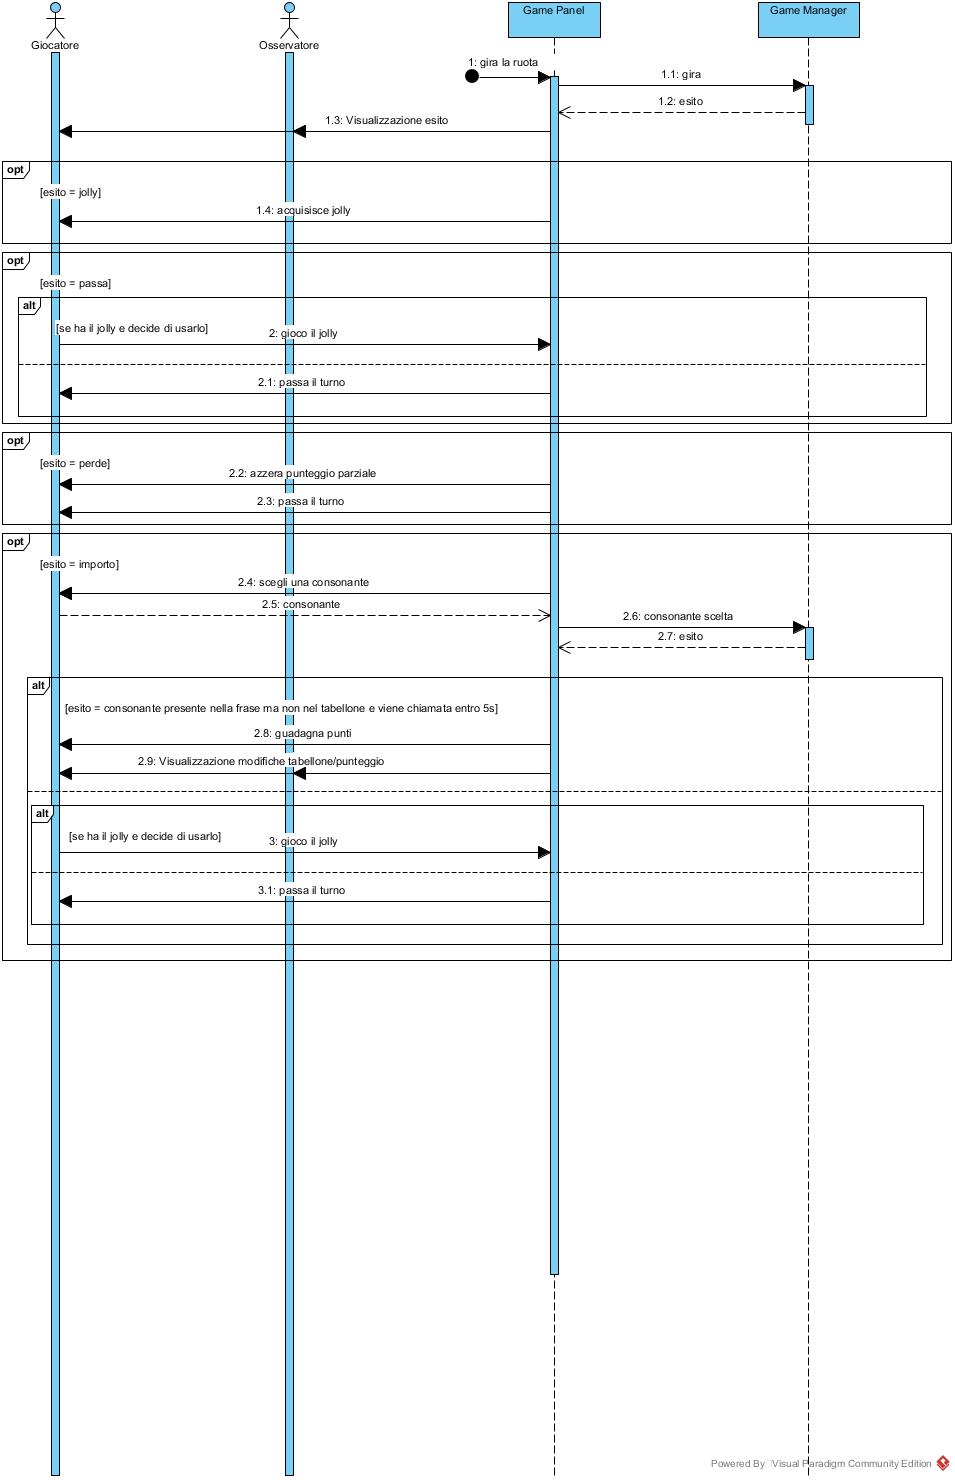 Giocatore
Osservatore
Game Panel
Game Manager
1: gira la ruota
1.1: gira
1.2: esito
1.3: Visualizzazione esito
opt
[esito = jolly]
1.4: acquisisce jolly
opt
[esito = passa]
alt
[se ha il jolly e decide di usarlo]
2: gioco il jolly
2.1: passa il turno
opt
[esito = perde]
2.2: azzera punteggio parziale
2.3: passa il turno
opt
[esito = importo]
2.4: scegli una consonante
2.5: consonante
2.6: consonante scelta
2.7: esito
alt
[esito = consonante presente nella frase ma non nel tabellone e viene chiamata entro 5s]
2.8: guadagna punti
2.9: Visualizzazione modifiche tabellone/punteggio
alt
[se ha il jolly e decide di usarlo]
3: gioco il jolly
3.1: passa il turno
Powered By Visual Paradigm Community Edition